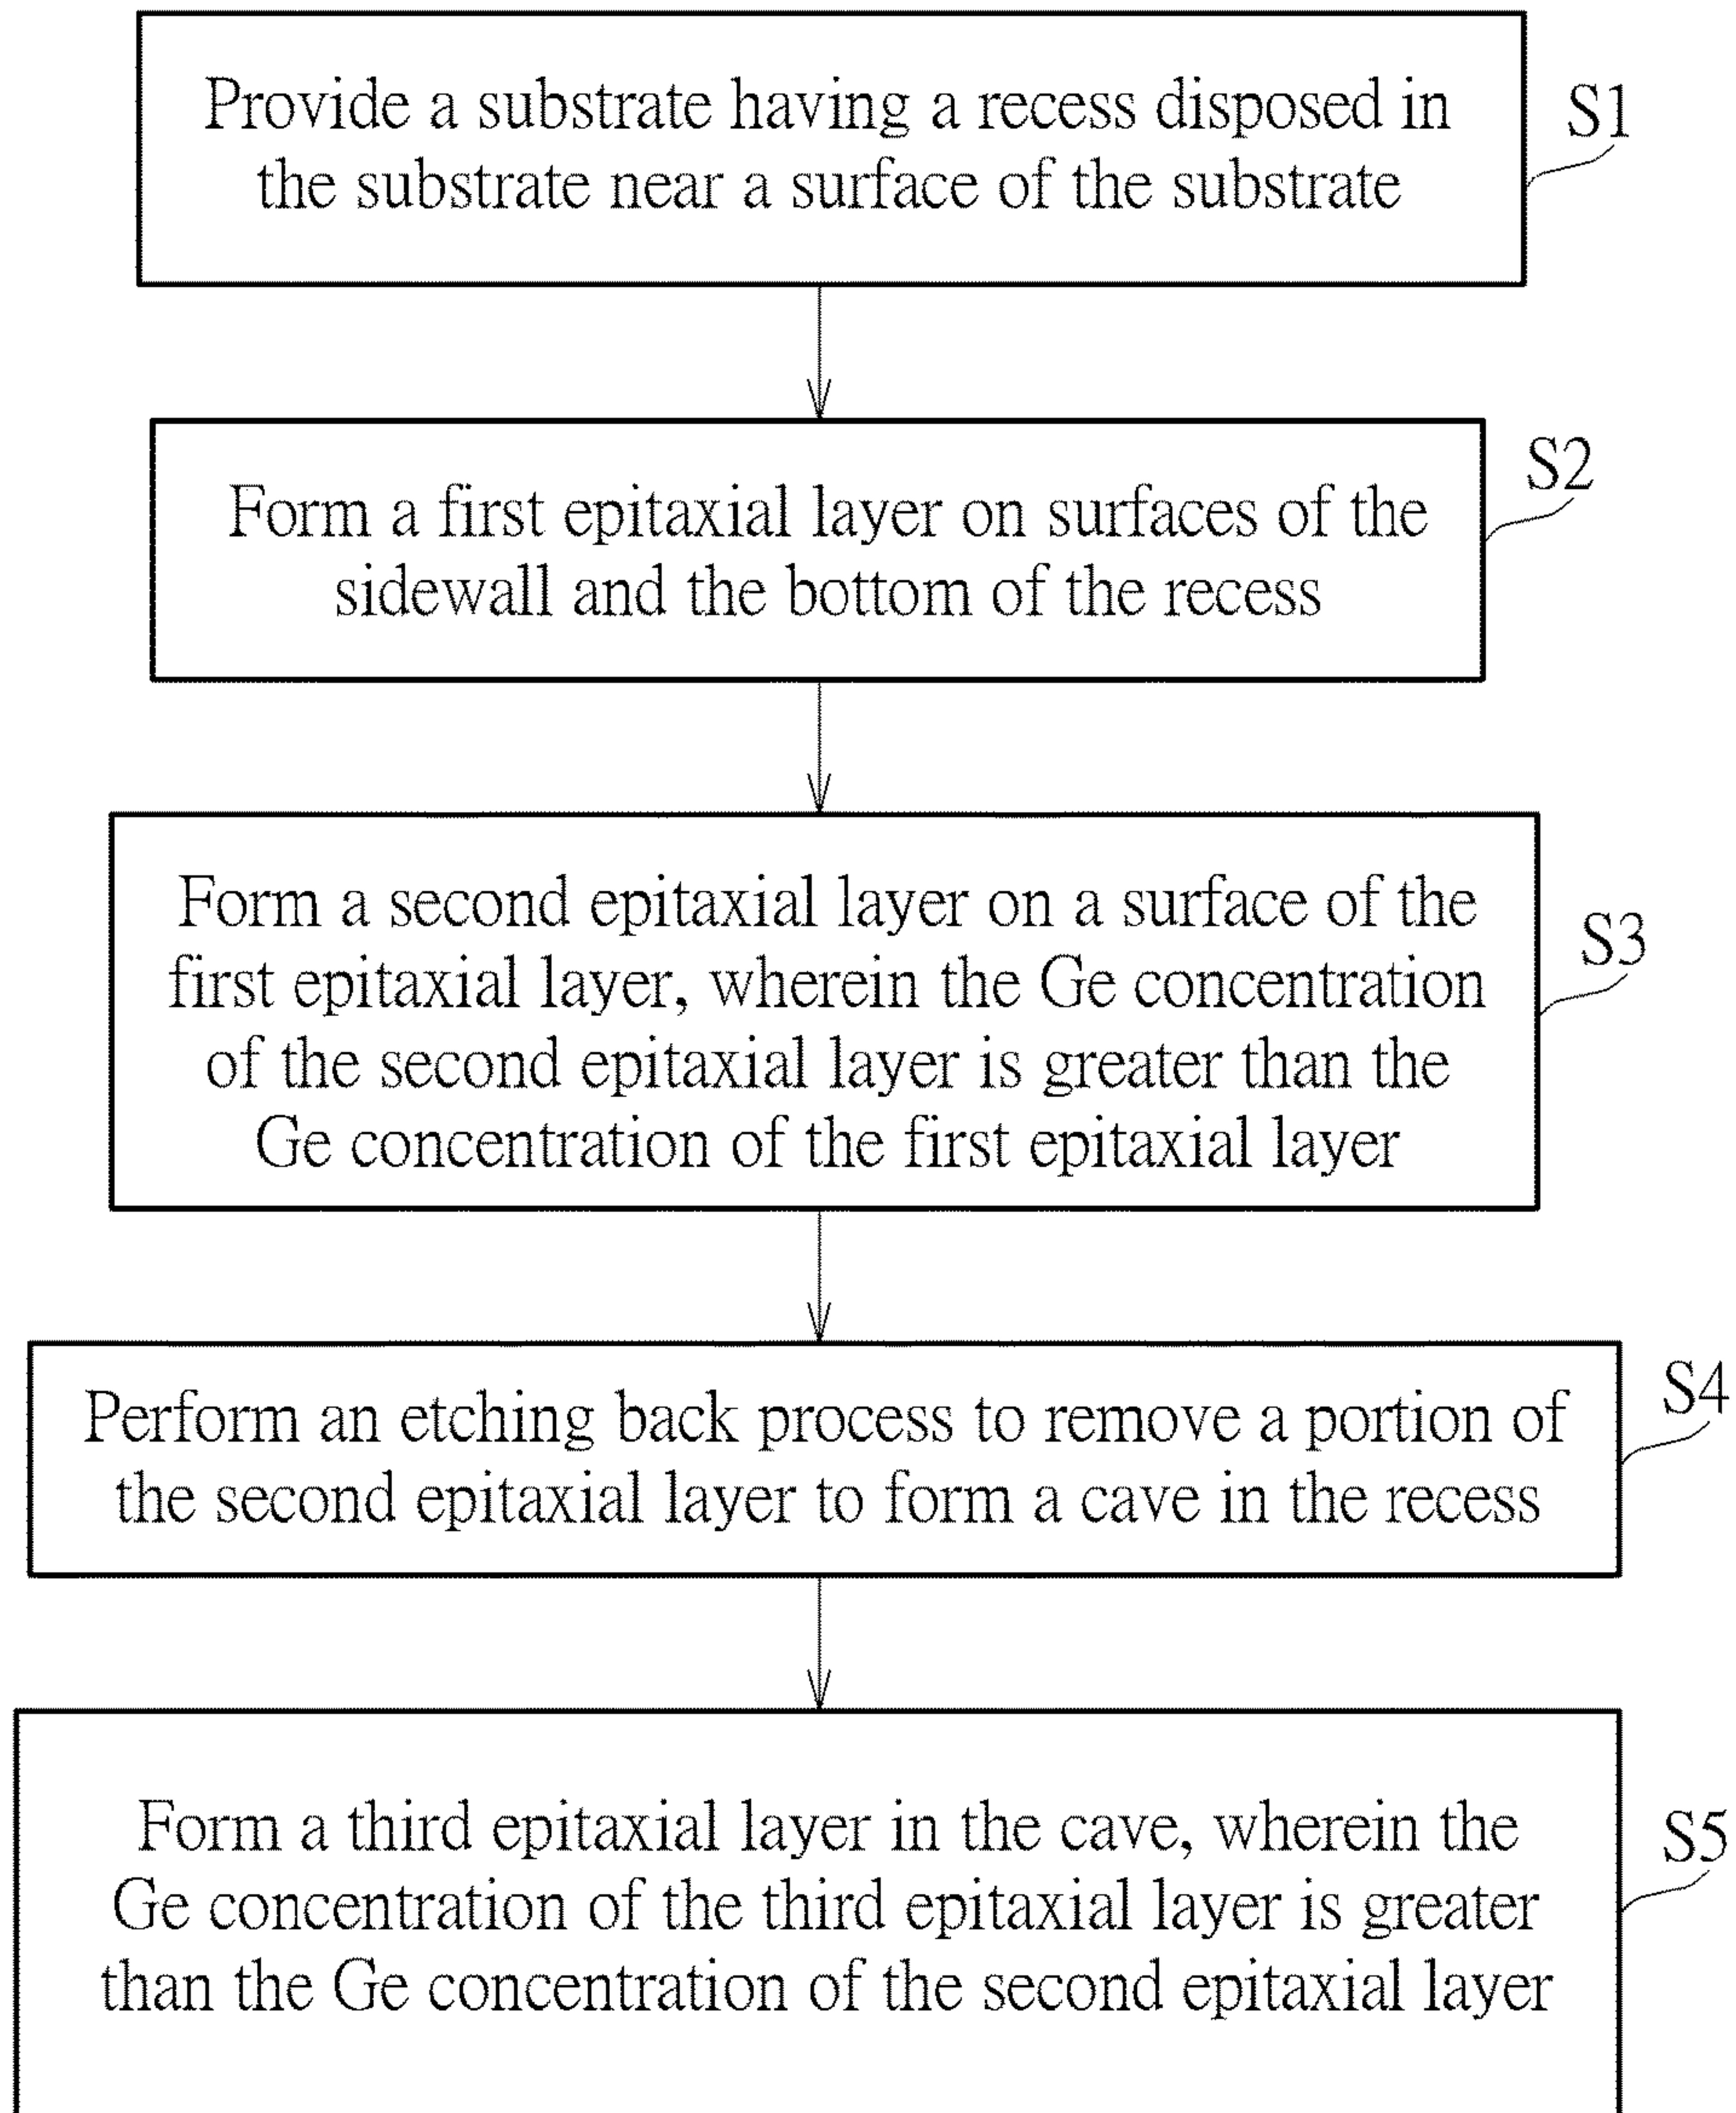 Provide a substrate having a recess disposed in
the substrate near a surface of the substrate
S1
Form a first epitaxial layer on surfaces of the
sidewall and the bottom of the recess
S2
Form a second epitaxial layer on a surface of the
first epitaxial layer, wherein the Ge concentration
of the second epitaxial layer is greater than the
Ge concentration of the first epitaxial layer
S3
Perform an etching back process to remove a portion of
the second epitaxial layer to form a cave in the recess
S4
Form a third epitaxial layer in the cave, wherein the
Ge concentration of the third epitaxial layer is greater
than the Ge concentration of the second epitaxial layer
S5